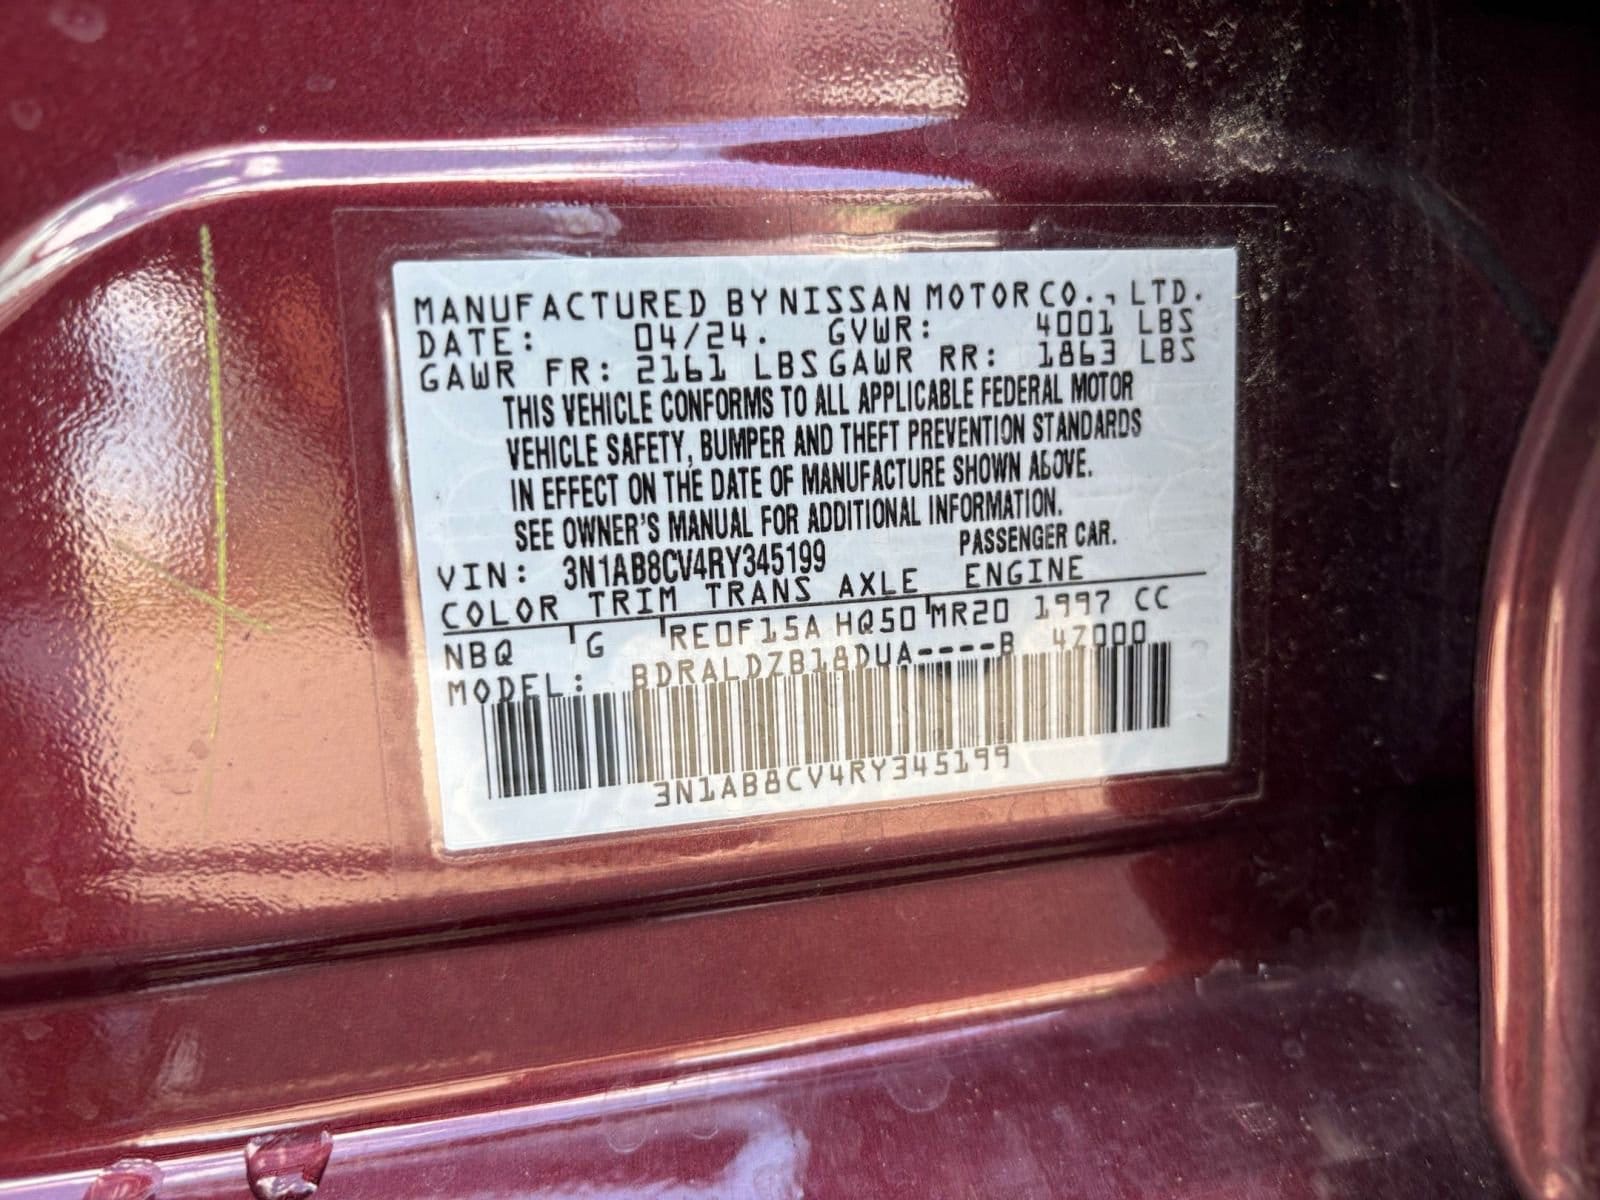 MANUFACTURED BY NISSAN MOTOR CO., LTD.
DATE: 04/24. GVWR: 4001 LBS
GAWR FR: 2161 LBS GAWR RR: 1863 LBS
THIS VEHICLE CONFORMS TO ALL APPLICABLE FEDERAL MOTOR
VEHICLE SAFETY, BUMPER AND THEFT PREVENTION STANDARDS
IN EFFECT ON THE DATE OF MANUFACTURE SHOWN ABOVE.
SEE OWNER'S MANUAL FOR ADDITIONAL INFORMATION.
VIN: 3N1AB8CV4RY345199 PASSENGER CAR.
COLOR TRIM TRANS AXLE ENGINE
NBQ G RE0F15A HQ50 MR20 1997 CC
MODEL: BDRALDZB18DUA----B 4Z000
3N1AB8CV4RY345199